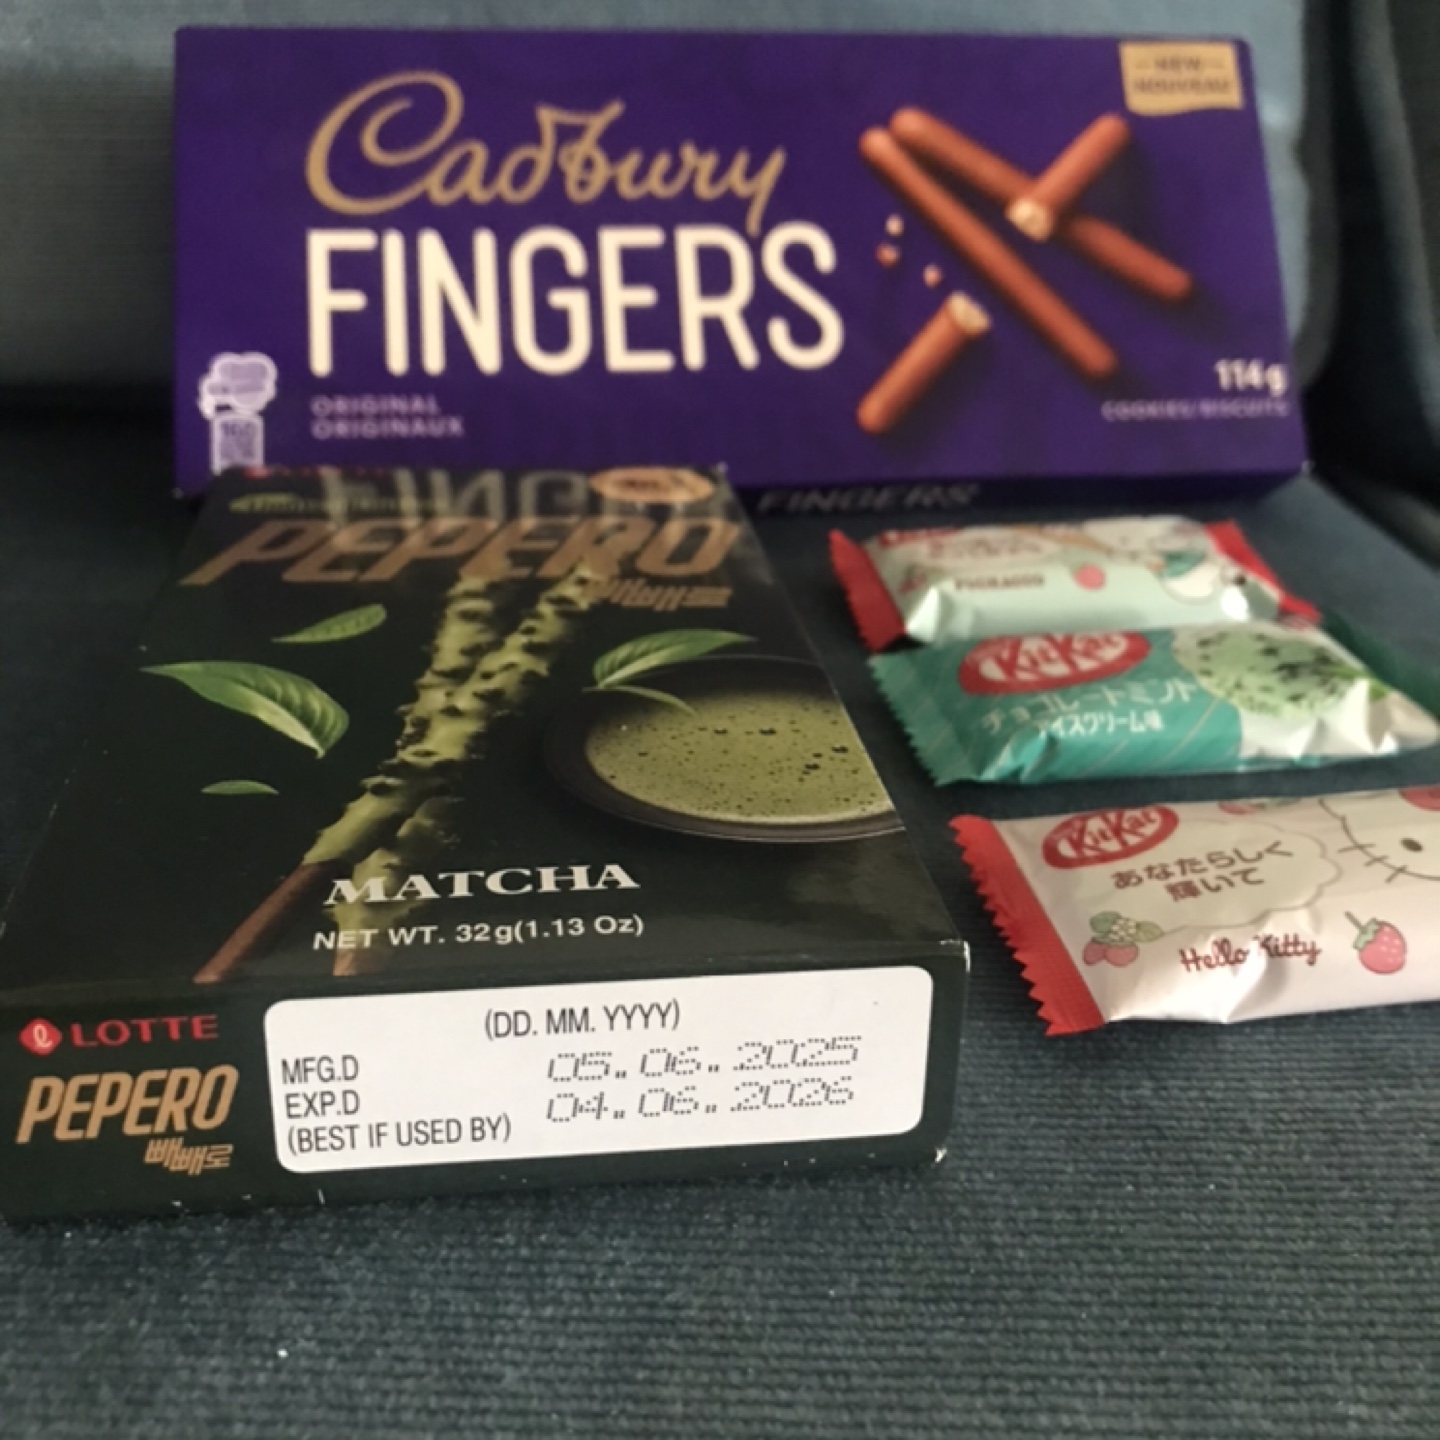 Cadbury
FINGERS
NEW
NOUVEAU
ORIGINAL
ORIGINAUX
114g
COOKIES/BISCUITS
FINGERS
PEPERO
빼빼로
MATCHA
NET WT. 32g(1.13 Oz)
LOTTE
PEPERO
빼빼로
(DD. MM. YYYY)
MFG.D 05.06.2025
EXP.D 04.06.2026
(BEST IF USED BY)
KitKat
チョコレートミント
アイスクリーム味
KitKat
あなたらしく
輝いて
Hello Kitty